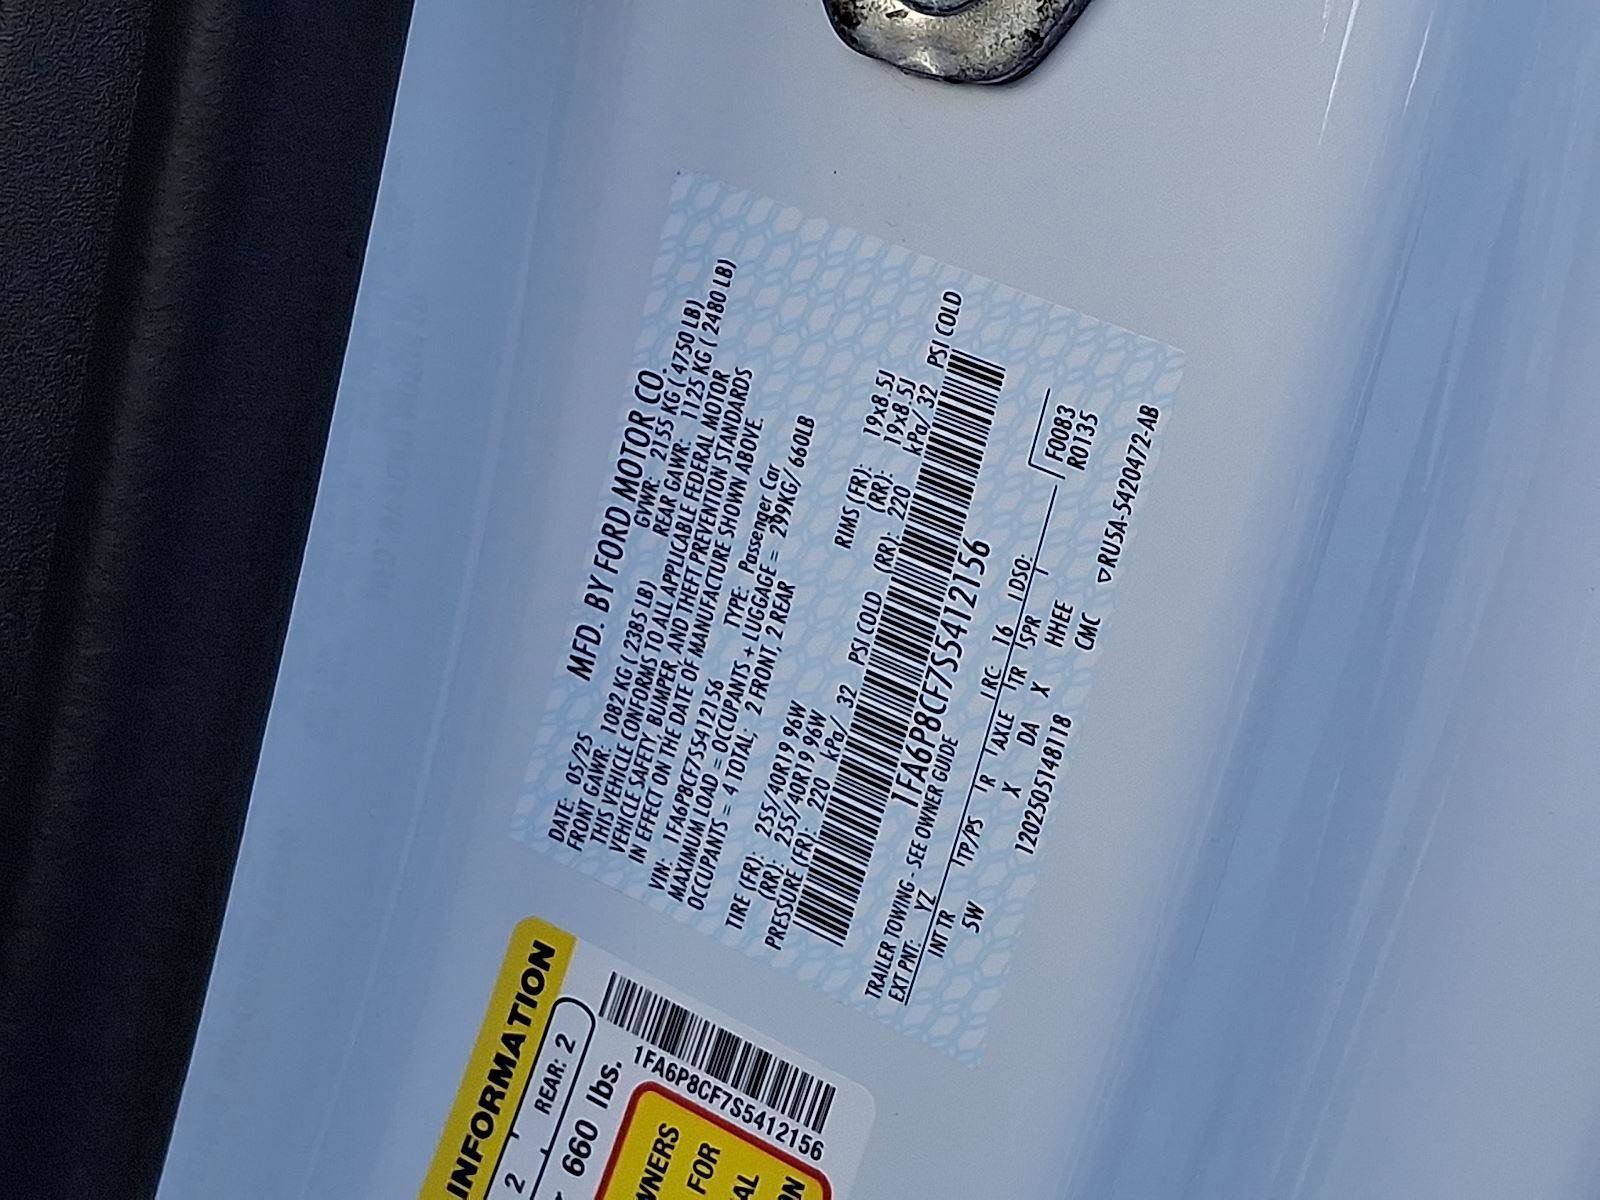 MFD. BY FORD MOTOR CO.
DATE: 05/25 GVWR: 2155 KG ( 4750 LB)
FRONT GAWR: 1082 KG ( 2385 LB) REAR GAWR: 1125 KG ( 2480 LB)
THIS VEHICLE CONFORMS TO ALL APPLICABLE FEDERAL MOTOR
VEHICLE SAFETY, BUMPER, AND THEFT PREVENTION STANDARDS
IN EFFECT ON THE DATE OF MANUFACTURE SHOWN ABOVE.
VIN: 1FA6P8CF7S5412156 TYPE: Passenger Car
MAXIMUM LOAD = OCCUPANTS + LUGGAGE = 299KG/ 660LB
OCCUPANTS = 4 TOTAL: 2 FRONT, 2 REAR
TIRE (FR): 255/40R19 96W RIMS (FR): 19x8.5J
(RR): 255/40R19 96W (RR): 19x8.5J
PRESSURE (FR): 220 kPa/ 32 PSI COLD (RR): 220 kPa/ 32 PSI COLD
1FA6P8CF7S5412156
TRAILER TOWING - SEE OWNER GUIDE
EXT PNT: YZ RC: 16 DSO: F0083
INT TR TP/PS R AXLE TR SPR R0135
5W X DA X HHEE
120250514B118 CMC ▽RU5A-5420472-AB
INFORMATION
2 REAR: 2
660 lbs.
1FA6P8CF7S5412156
FOR